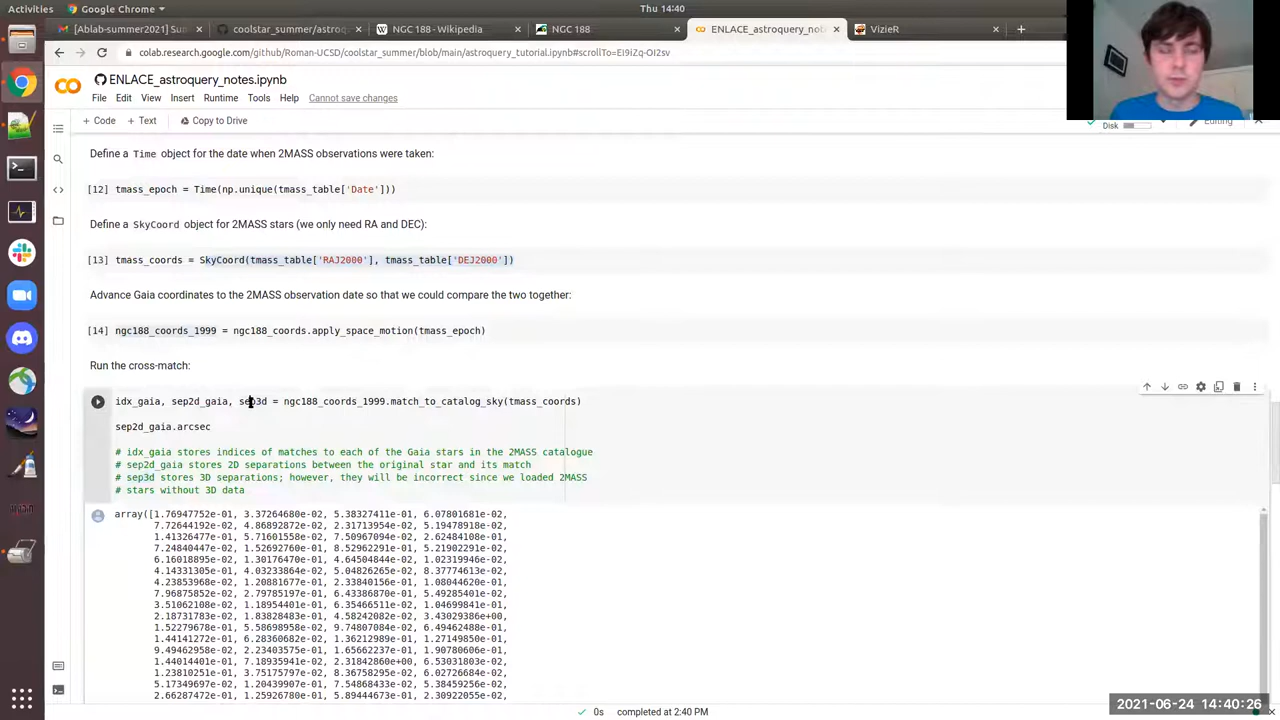 Activities
Google Chrome
Thu 14:40
[Ablab-summer2021] Sum
coolstar_summer/astroq
NGC 188 - Wikipedia
NGC 188
ENLACE_astroquery_not
VizieR
colab.research.google.com/github/Roman-UCSD/coolstar_summer/blob/main/astroquery_tutorial.ipynb#scrollTo=EI9iZq-OI2sv
ENLACE_astroquery_notes.ipynb
File Edit View Insert Runtime Tools Help Cannot save changes
+ Code + Text Copy to Drive
Disk
Editing
Define a Time object for the date when 2MASS observations were taken:
[12] tmass_epoch = Time(np.unique(tmass_table['Date']))
Define a SkyCoord object for 2MASS stars (we only need RA and DEC):
[13] tmass_coords = SkyCoord(tmass_table['RAJ2000'], tmass_table['DEJ2000'])
Advance Gaia coordinates to the 2MASS observation date so that we could compare the two together:
[14] ngc188_coords_1999 = ngc188_coords.apply_space_motion(tmass_epoch)
Run the cross-match:
idx_gaia, sep2d_gaia, sep3d = ngc188_coords_1999.match_to_catalog_sky(tmass_coords)
sep2d_gaia.arcsec
# idx_gaia stores indices of matches to each of the Gaia stars in the 2MASS catalogue
# sep2d_gaia stores 2D separations between the original star and its match
# sep3d stores 3D separations; however, they will be incorrect since we loaded 2MASS
# stars without 3D data
array([1.76947752e-01, 3.37264680e-02, 5.38327411e-01, 6.07801681e-02,
7.72644192e-02, 4.86892872e-02, 2.31713954e-02, 5.19478918e-02,
1.41326477e-01, 5.71601558e-02, 7.50967094e-02, 2.62484108e-01,
7.24840447e-02, 1.52692760e-01, 8.52962291e-01, 5.21902291e-02,
6.16018895e-02, 1.30176470e-01, 4.64504844e-02, 1.02319946e-01,
4.14331305e-01, 4.03233864e-02, 5.04826265e-02, 8.37774613e-02,
4.23853968e-02, 1.20881677e-01, 2.33840156e-01, 1.08044620e-01,
7.96875852e-02, 2.79785197e-01, 6.43386870e-01, 5.49285401e-02,
3.51062108e-02, 1.18954401e-01, 6.35466511e-02, 1.04699841e-01,
2.18731783e-02, 1.83828483e-01, 4.58242082e-02, 3.43029386e+00,
1.52279678e-01, 5.58698958e-02, 9.74807084e-02, 6.49462488e-02,
1.44141272e-01, 6.28360682e-02, 1.36212989e-01, 1.27149850e-01,
9.49462958e-02, 2.23403575e-01, 1.65662237e-01, 1.90780606e-01,
1.44014401e-01, 7.18935941e-02, 2.31842860e+00, 6.53031803e-02,
1.23810251e-01, 3.75175797e-02, 8.36758295e-02, 6.02726684e-02,
5.17349697e-02, 1.20439907e-01, 7.54868433e-02, 5.38459256e-02,
2.66287472e-01, 1.25926780e-01, 5.89444673e-01, 2.30922055e-02,
0s completed at 2:40 PM
2021-06-24 14:40:26